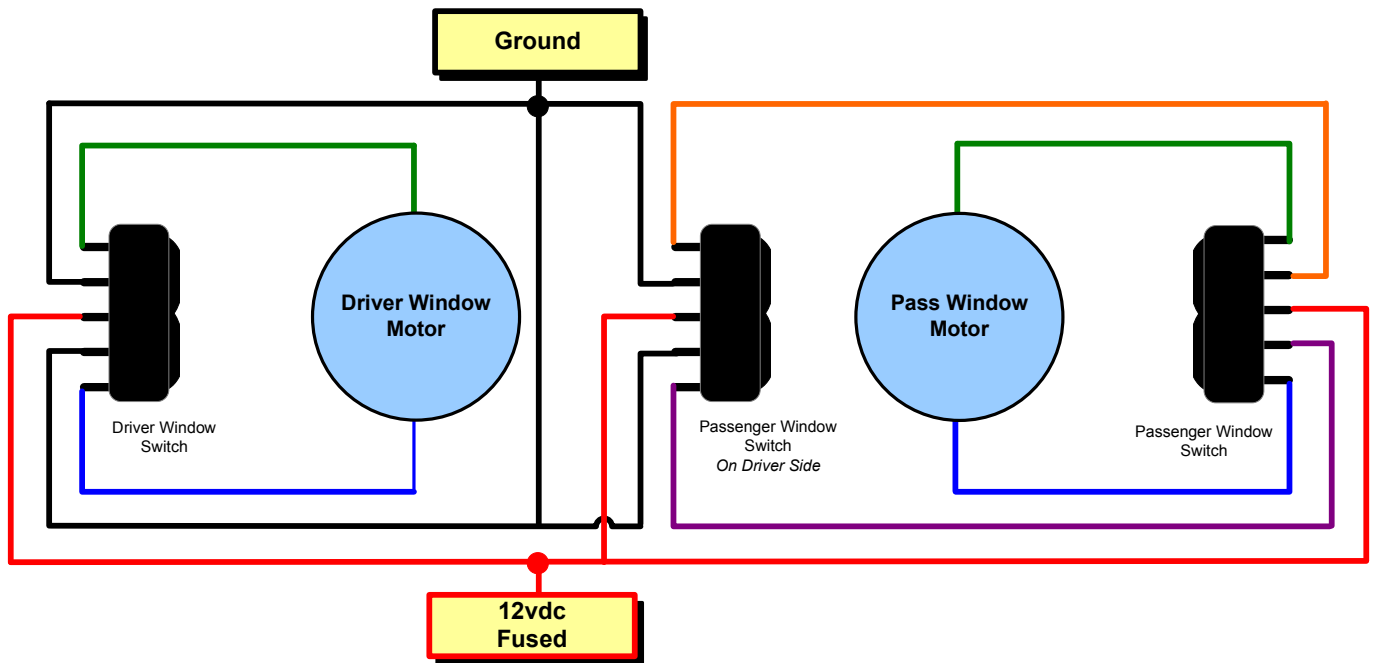 Ground
Driver Window
Motor
Pass Window
Motor
Driver Window
Switch
Passenger Window
Switch
On Driver Side
Passenger Window
Switch
12vdc
Fused